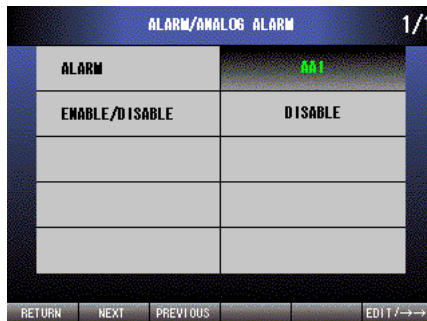 ALARM/ANALOG ALARM 1/1
ALARM AA1
ENABLE/DISABLE DISABLE
RETURN NEXT PREVIOUS EDIT/→→